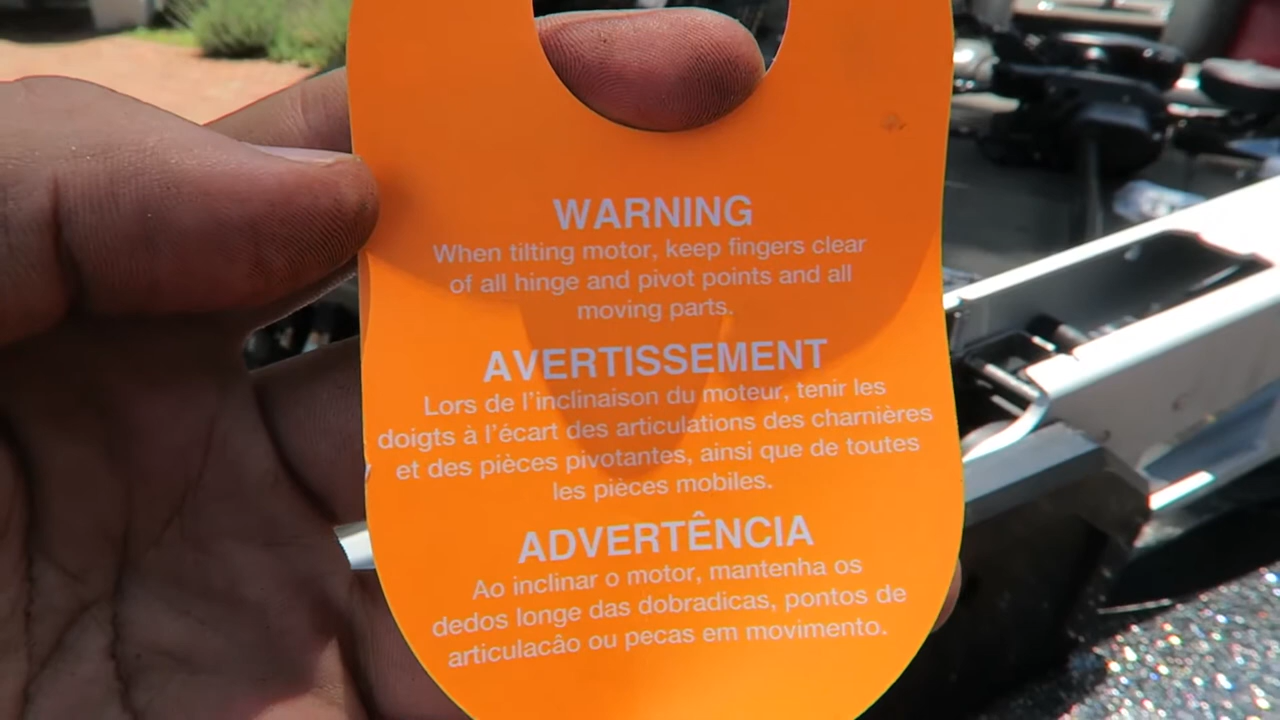 WARNING
When tilting motor, keep fingers clear
of all hinge and pivot points and all
moving parts.
AVERTISSEMENT
Lors de l'inclinaison du moteur, tenir les
doigts à l'écart des articulations des charnières
et des pièces pivotantes, ainsi que de toutes
les pièces mobiles.
ADVERTÊNCIA
Ao inclinar o motor, mantenha os
dedos longe das dobradicas, pontos de
articulacâo ou pecas em movimento.